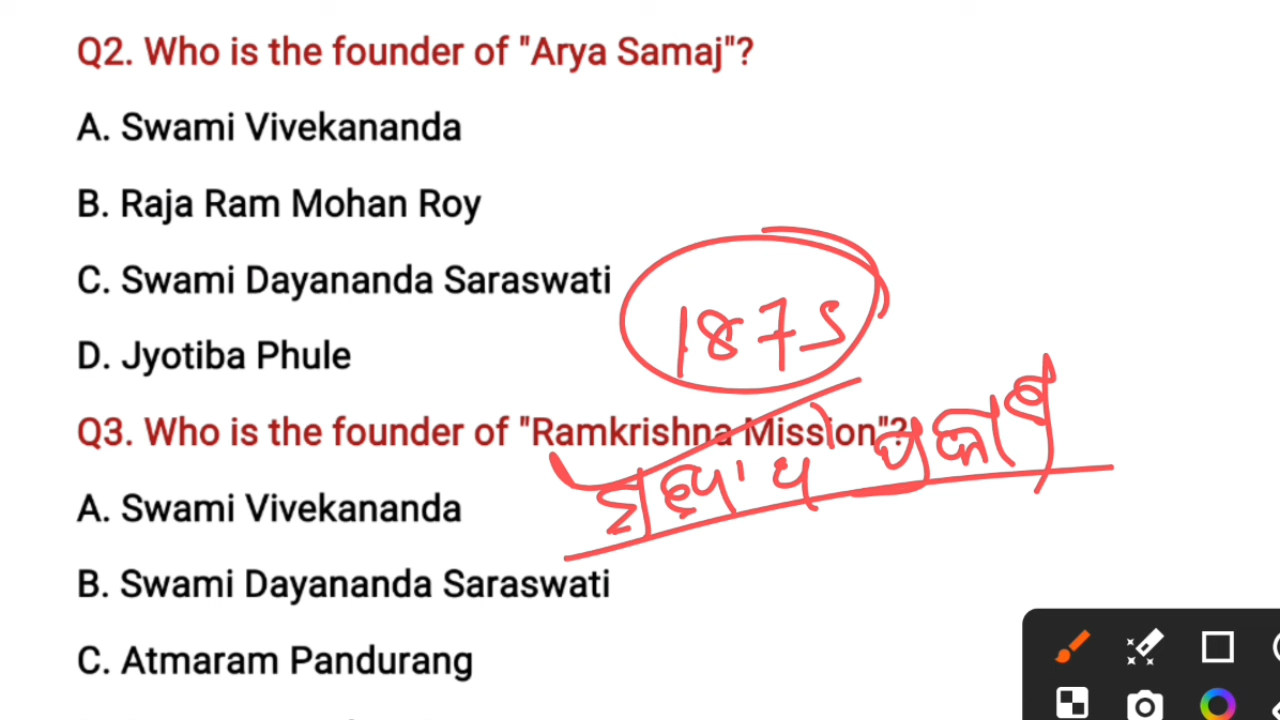 Q2. Who is the founder of "Arya Samaj"?
A. Swami Vivekananda
B. Raja Ram Mohan Roy
C. Swami Dayananda Saraswati
1875
D. Jyotiba Phule
Q3. Who is the founder of "Ramkrishna Mission"?
A. Swami Vivekananda
B. Swami Dayananda Saraswati
C. Atmaram Pandurang